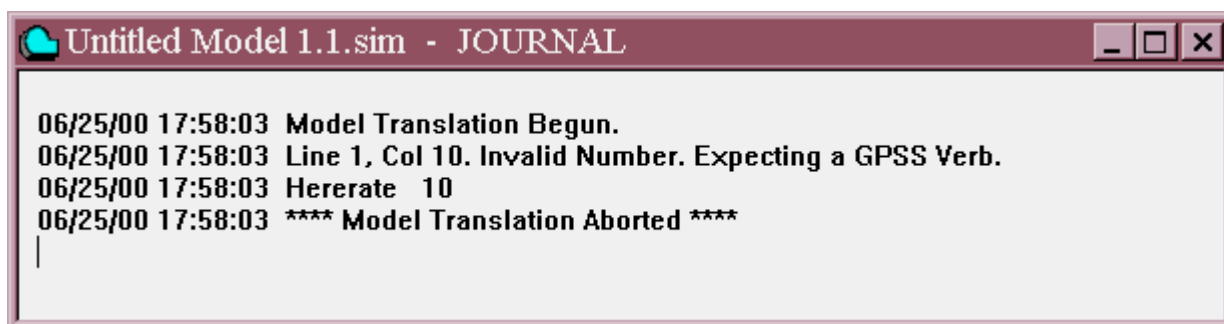 Untitled Model 1.1.sim - JOURNAL
06/25/00 17:58:03 Model Translation Begun.
06/25/00 17:58:03 Line 1, Col 10. Invalid Number. Expecting a GPSS Verb.
06/25/00 17:58:03 Hererate 10
06/25/00 17:58:03 **** Model Translation Aborted ****